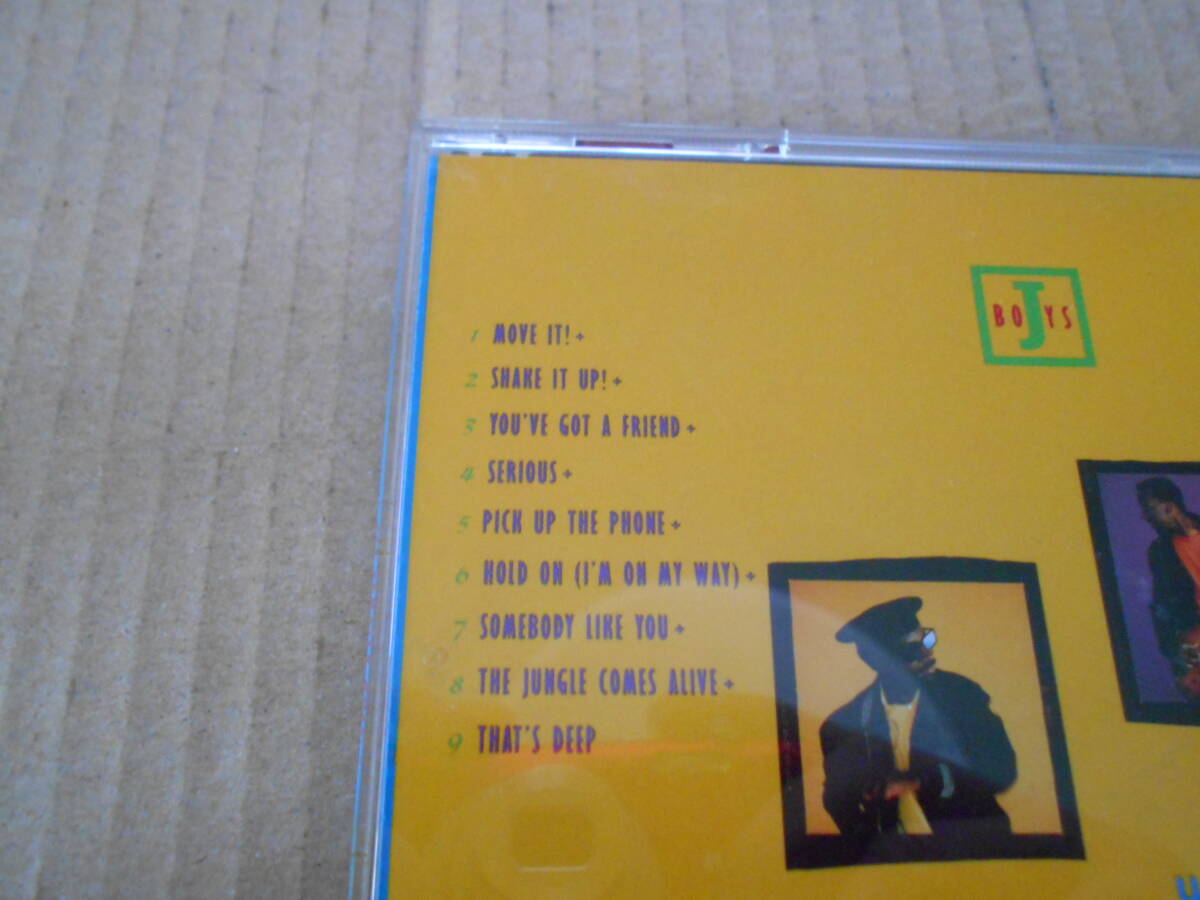 J
BOYS
1 MOVE IT! +
2 SHAKE IT UP! +
3 YOU'VE GOT A FRIEND +
4 SERIOUS +
5 PICK UP THE PHONE +
6 HOLD ON (I'M ON MY WAY) +
7 SOMEBODY LIKE YOU +
8 THE JUNGLE COMES ALIVE +
9 THAT'S DEEP